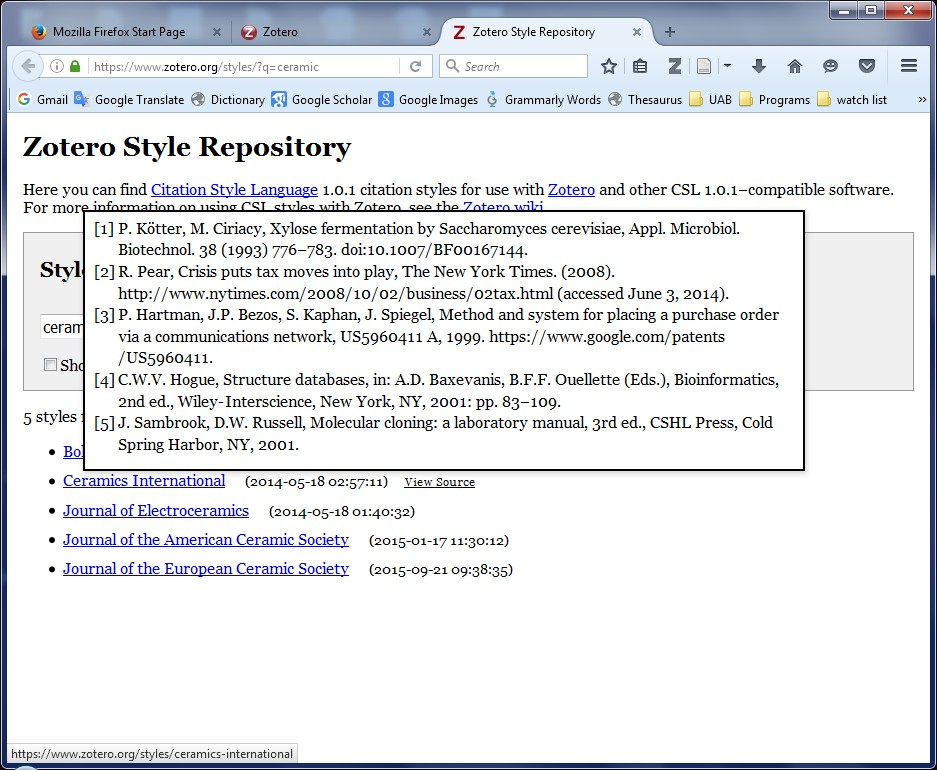 Mozilla Firefox Start Page
Zotero
Zotero Style Repository
https://www.zotero.org/styles/?q=ceramic
Search
Gmail Google Translate Dictionary Google Scholar Google Images Grammarly Words Thesaurus UAB Programs watch list »
Zotero Style Repository
Here you can find Citation Style Language 1.0.1 citation styles for use with Zotero and other CSL 1.0.1–compatible software.
For more information on using CSL styles with Zotero, see the Zotero wiki.
[1] P. Kötter, M. Ciriacy, Xylose fermentation by Saccharomyces cerevisiae, Appl. Microbiol.
Biotechnol. 38 (1993) 776–783. doi:10.1007/BF00167144.
[2] R. Pear, Crisis puts tax moves into play, The New York Times. (2008).
http://www.nytimes.com/2008/10/02/business/02tax.html (accessed June 3, 2014).
[3] P. Hartman, J.P. Bezos, S. Kaphan, J. Spiegel, Method and system for placing a purchase order
via a communications network, US5960411 A, 1999. https://www.google.com/patents
/US5960411.
[4] C.W.V. Hogue, Structure databases, in: A.D. Baxevanis, B.F.F. Ouellette (Eds.), Bioinformatics,
2nd ed., Wiley-Interscience, New York, NY, 2001: pp. 83–109.
[5] J. Sambrook, D.W. Russell, Molecular cloning: a laboratory manual, 3rd ed., CSHL Press, Cold
Spring Harbor, NY, 2001.
Style
ceram
Sho
5 styles
Bol
Ceramics International (2014-05-18 02:57:11) View Source
Journal of Electroceramics (2014-05-18 01:40:32)
Journal of the American Ceramic Society (2015-01-17 11:30:12)
Journal of the European Ceramic Society (2015-09-21 09:38:35)
https://www.zotero.org/styles/ceramics-international